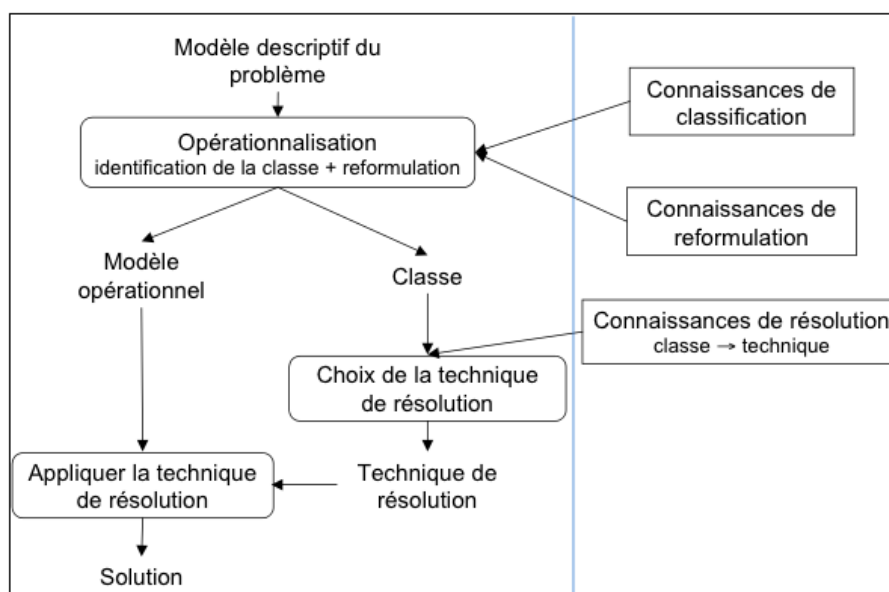 Modèle descriptif du
problème
Connaissances de
classification
Opérationnalisation
identification de la classe + reformulation
Connaissances de
reformulation
Modèle
opérationnel
Classe
Connaissances de résolution
classe → technique
Choix de la technique
de résolution
Appliquer la technique
de résolution
Technique de
résolution
Solution